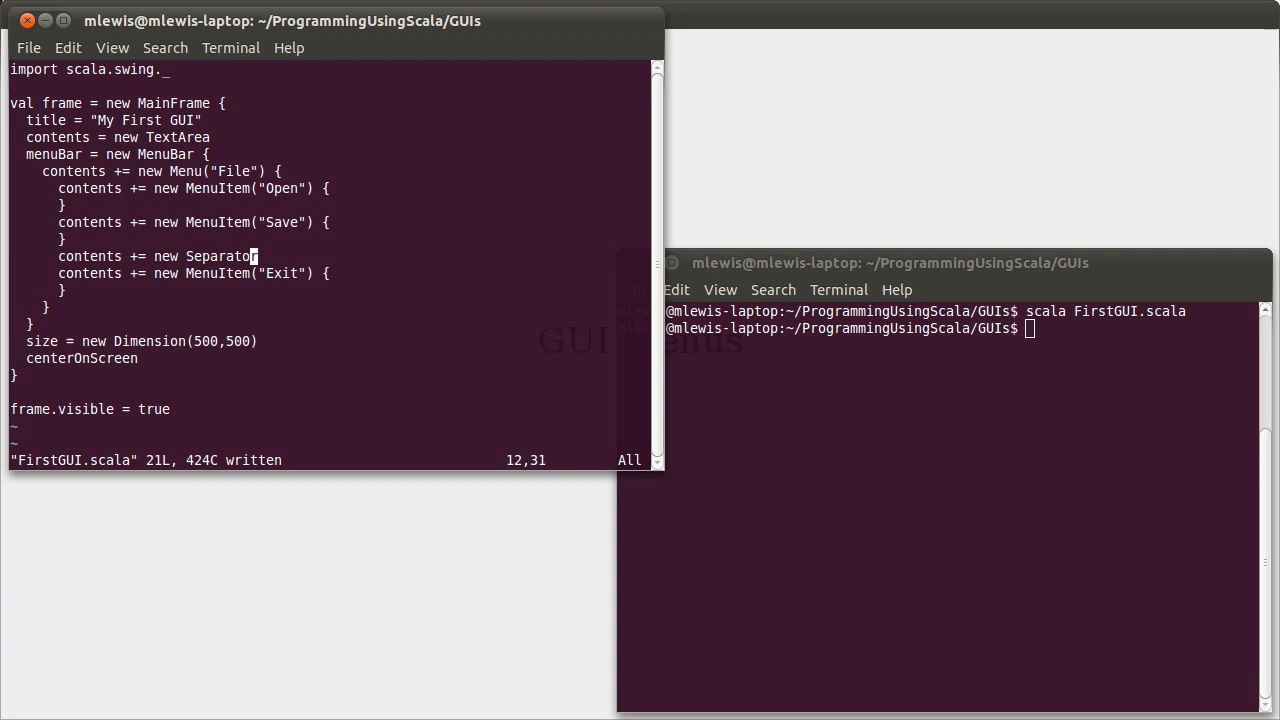 mlewis@mlewis-laptop: ~/ProgrammingUsingScala/GUIs
File Edit View Search Terminal Help
import scala.swing._
val frame = new MainFrame {
title = "My First GUI"
contents = new TextArea
menuBar = new MenuBar {
contents += new Menu("File") {
contents += new MenuItem("Open") {
}
contents += new MenuItem("Save") {
}
contents += new Separator
contents += new MenuItem("Exit") {
}
}
}
size = new Dimension(500,500)
centerOnScreen
}
frame.visible = true
~
~
"FirstGUI.scala" 21L, 424C written 12,31 All
mlewis@mlewis-laptop: ~/ProgrammingUsingScala/GUIs
File Edit View Search Terminal Help
mlewis@mlewis-laptop:~/ProgrammingUsingScala/GUIs$ scala FirstGUI.scala
mlewis@mlewis-laptop:~/ProgrammingUsingScala/GUIs$
GUI Menus